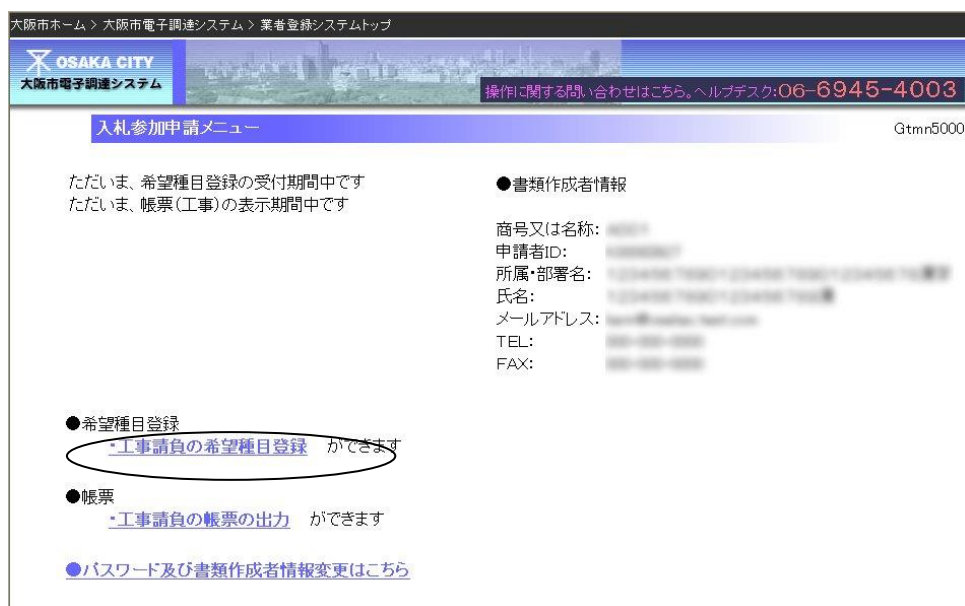 大阪市ホーム > 大阪市電子調達システム > 業者登録システムトップ
OSAKA CITY
大阪市電子調達システム
操作に関する問い合わせはこちら。ヘルプデスク:06-6945-4003
入札参加申請メニュー
Gtmn5000
ただいま、希望種目登録の受付期間中です
ただいま、帳票(工事)の表示期間中です
●書類作成者情報
商号又は名称:
申請者ID:
所属・部署名:
氏名:
メールアドレス:
TEL:
FAX:
●希望種目登録
・工事請負の希望種目登録 ができます
●帳票
・工事請負の帳票の出力 ができます
●パスワード及び書類作成者情報変更はこちら